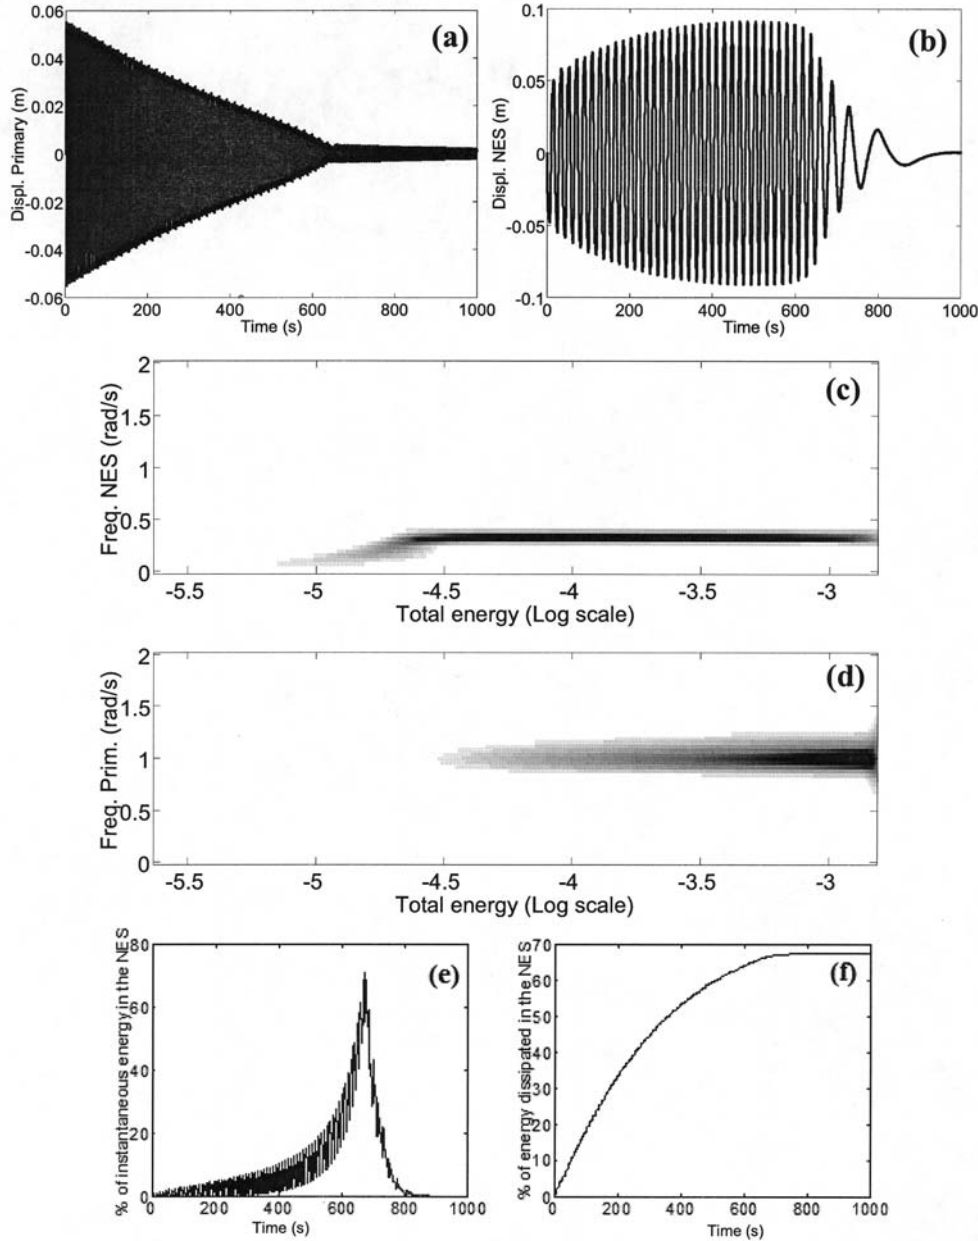 (a)
Displ. Primary (m)
0.06
0.04
0.02
0
-0.02
-0.04
-0.06
0 200 400 600 800 1000
Time (s)
(b)
Displ. NES (m)
0.1
0.05
0
-0.05
-0.1
0 200 400 600 800 1000
Time (s)
(c)
Freq. NES (rad/s)
2
1.5
1
0.5
0
-5.5 -5 -4.5 -4 -3.5 -3
Total energy (Log scale)
(d)
Freq. Prim. (rad/s)
2
1.5
1
0.5
0
-5.5 -5 -4.5 -4 -3.5 -3
Total energy (Log scale)
(e)
% of instantaneous energy in the NES
80
60
40
20
0
0 200 400 600 800 1000
Time (s)
(f)
% of energy dissipated in the NES
70
60
50
40
30
20
10
0
0 200 400 600 800 1000
Time (s)